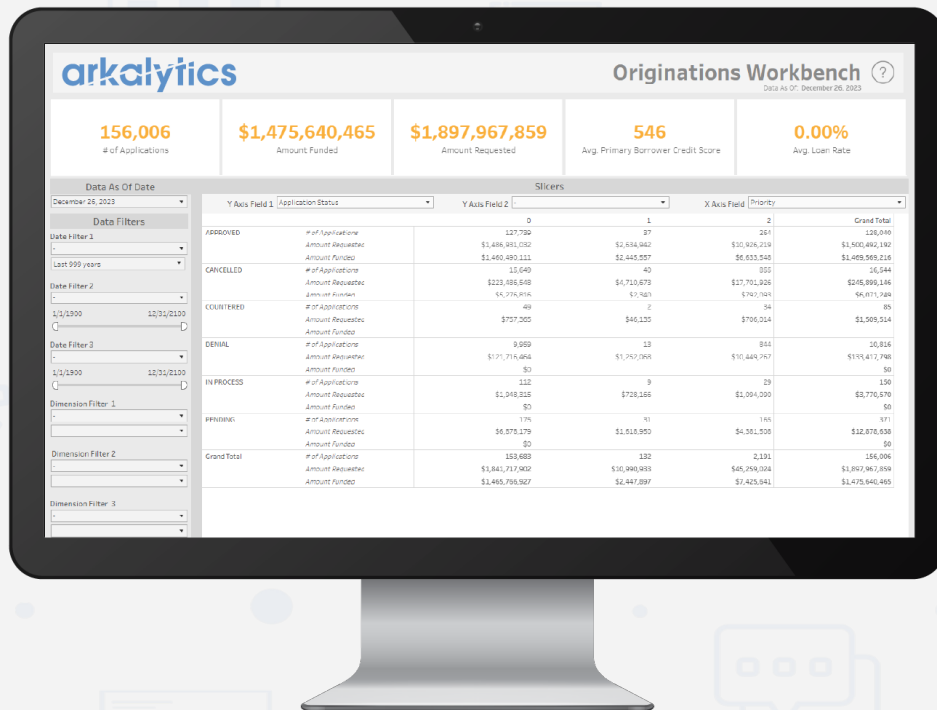 arkalytics
Originations Workbench
?
Data As Of: December 26, 2023
156,006
# of Applications
$1,475,640,465
Amount Funded
$1,897,967,859
Amount Requested
546
Avg. Primary Borrower Credit Score
0.00%
Avg. Loan Rate
Data As Of Date
December 26, 2023
Data Filters
Date Filter 1
-
Last 999 years
Date Filter 2
-
1/1/1900 12/31/2100
Date Filter 3
-
1/1/1900 12/31/2100
Dimension Filter 1
-
Dimension Filter 2
-
Dimension Filter 3
-
Slicers
Y Axis Field 1 Application Status Y Axis Field 2 - X Axis Field Priority
0 1 2 Grand Total
APPROVED # of Applications 127,739 37 264 128,040
Amount Requested $1,486,931,032 $2,634,942 $10,926,219 $1,500,492,192
Amount Funded $1,460,490,111 $2,445,557 $6,633,548 $1,469,569,216
CANCELLED # of Applications 15,649 40 855 16,544
Amount Requested $223,486,548 $4,710,673 $17,701,926 $245,899,146
Amount Funded $5,276,816 $2,340 $792,093 $6,071,249
COUNTERED # of Applications 49 2 34 85
Amount Requested $757,365 $46,135 $706,014 $1,509,514
Amount Funded
DENIAL # of Applications 9,959 13 844 10,816
Amount Requested $121,716,464 $1,252,068 $10,449,267 $133,417,798
Amount Funded $0 $0
IN PROCESS # of Applications 112 9 29 150
Amount Requested $1,948,315 $728,165 $1,094,090 $3,770,570
Amount Funded $0 $0
PENDING # of Applications 175 31 165 371
Amount Requested $6,878,179 $1,618,950 $4,381,508 $12,878,638
Amount Funded $0 $0
Grand Total # of Applications 153,683 132 2,191 156,006
Amount Requested $1,841,717,902 $10,990,933 $45,259,024 $1,897,967,859
Amount Funded $1,465,766,927 $2,447,897 $7,425,641 $1,475,640,465